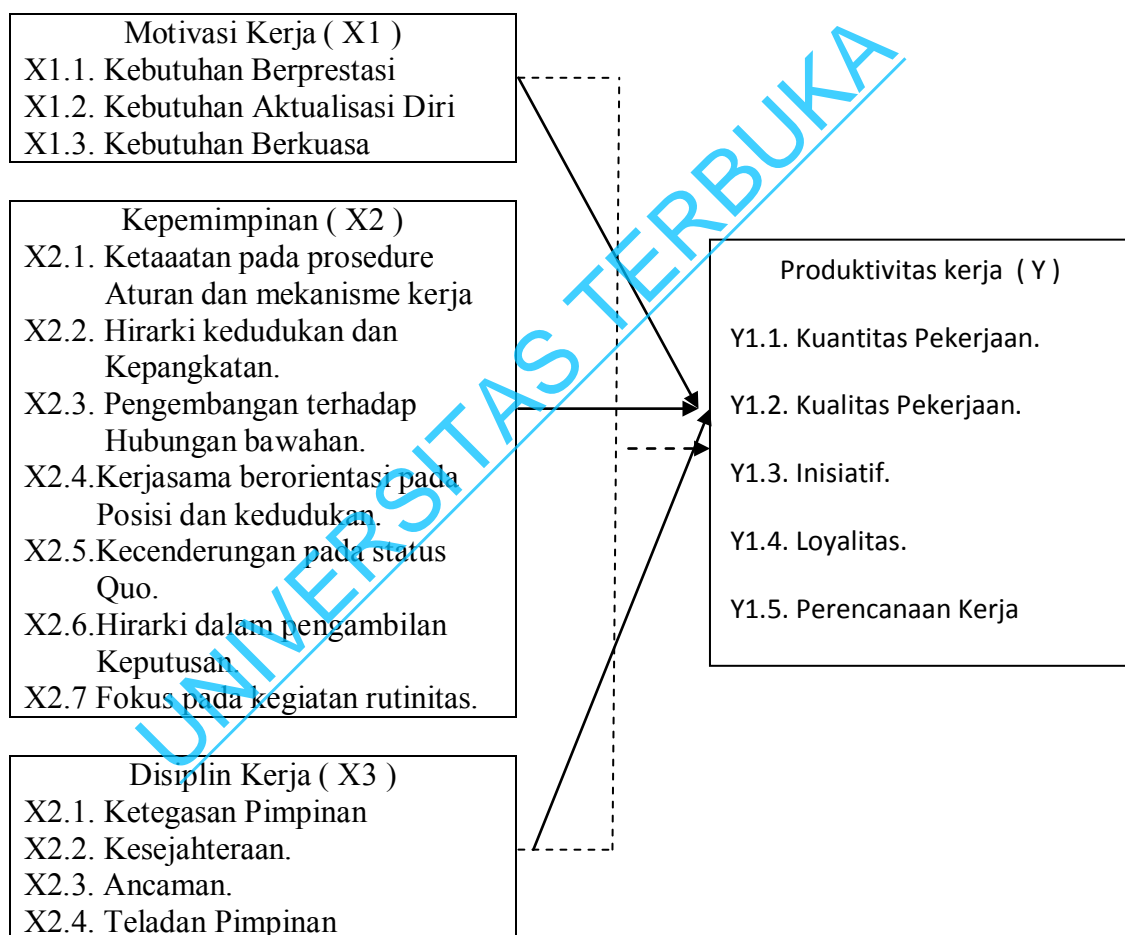 Motivasi Kerja ( X1 )
X1.1. Kebutuhan Berprestasi
X1.2. Kebutuhan Aktualisasi Diri
X1.3. Kebutuhan Berkuasa
Kepemimpinan ( X2 )
X2.1. Ketaaatan pada prosedure
Aturan dan mekanisme kerja
X2.2. Hirarki kedudukan dan
Kepangkatan.
X2.3. Pengembangan terhadap
Hubungan bawahan.
X2.4.Kerjasama berorientasi pada
Posisi dan kedudukan.
X2.5.Kecenderungan pada status
Quo.
X2.6.Hirarki dalam pengambilan
Keputusan.
X2.7 Fokus pada kegiatan rutinitas.
Disiplin Kerja ( X3 )
X2.1. Ketegasan Pimpinan
X2.2. Kesejahteraan.
X2.3. Ancaman.
X2.4. Teladan Pimpinan
Produktivitas kerja ( Y )
Y1.1. Kuantitas Pekerjaan.
Y1.2. Kualitas Pekerjaan.
Y1.3. Inisiatif.
Y1.4. Loyalitas.
Y1.5. Perencanaan Kerja
UNIVERSITAS TERBUKA